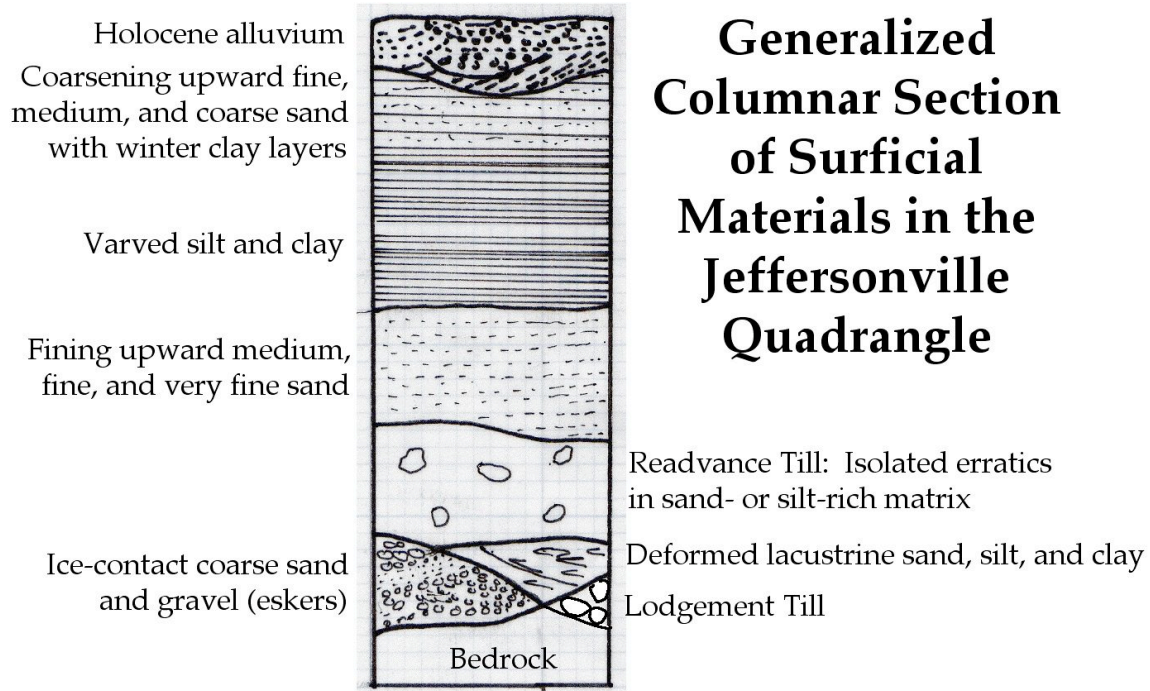 Generalized
Columnar Section
of Surficial
Materials in the
Jeffersonville
Quadrangle
Holocene alluvium
Coarsening upward fine,
medium, and coarse sand
with winter clay layers
Varved silt and clay
Fining upward medium,
fine, and very fine sand
Readvance Till:  Isolated erratics
in sand- or silt-rich matrix
Ice-contact coarse sand
and gravel (eskers)
Deformed lacustrine sand, silt, and clay
Lodgement Till
Bedrock